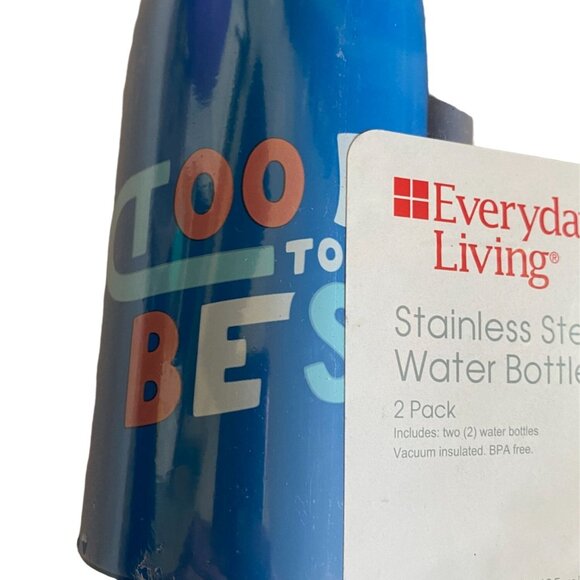 TOO
TO
BE S
Everyda
Living®
Stainless Ste
Water Bottle
2 Pack
Includes: two (2) water bottles
Vacuum insulated. BPA free.